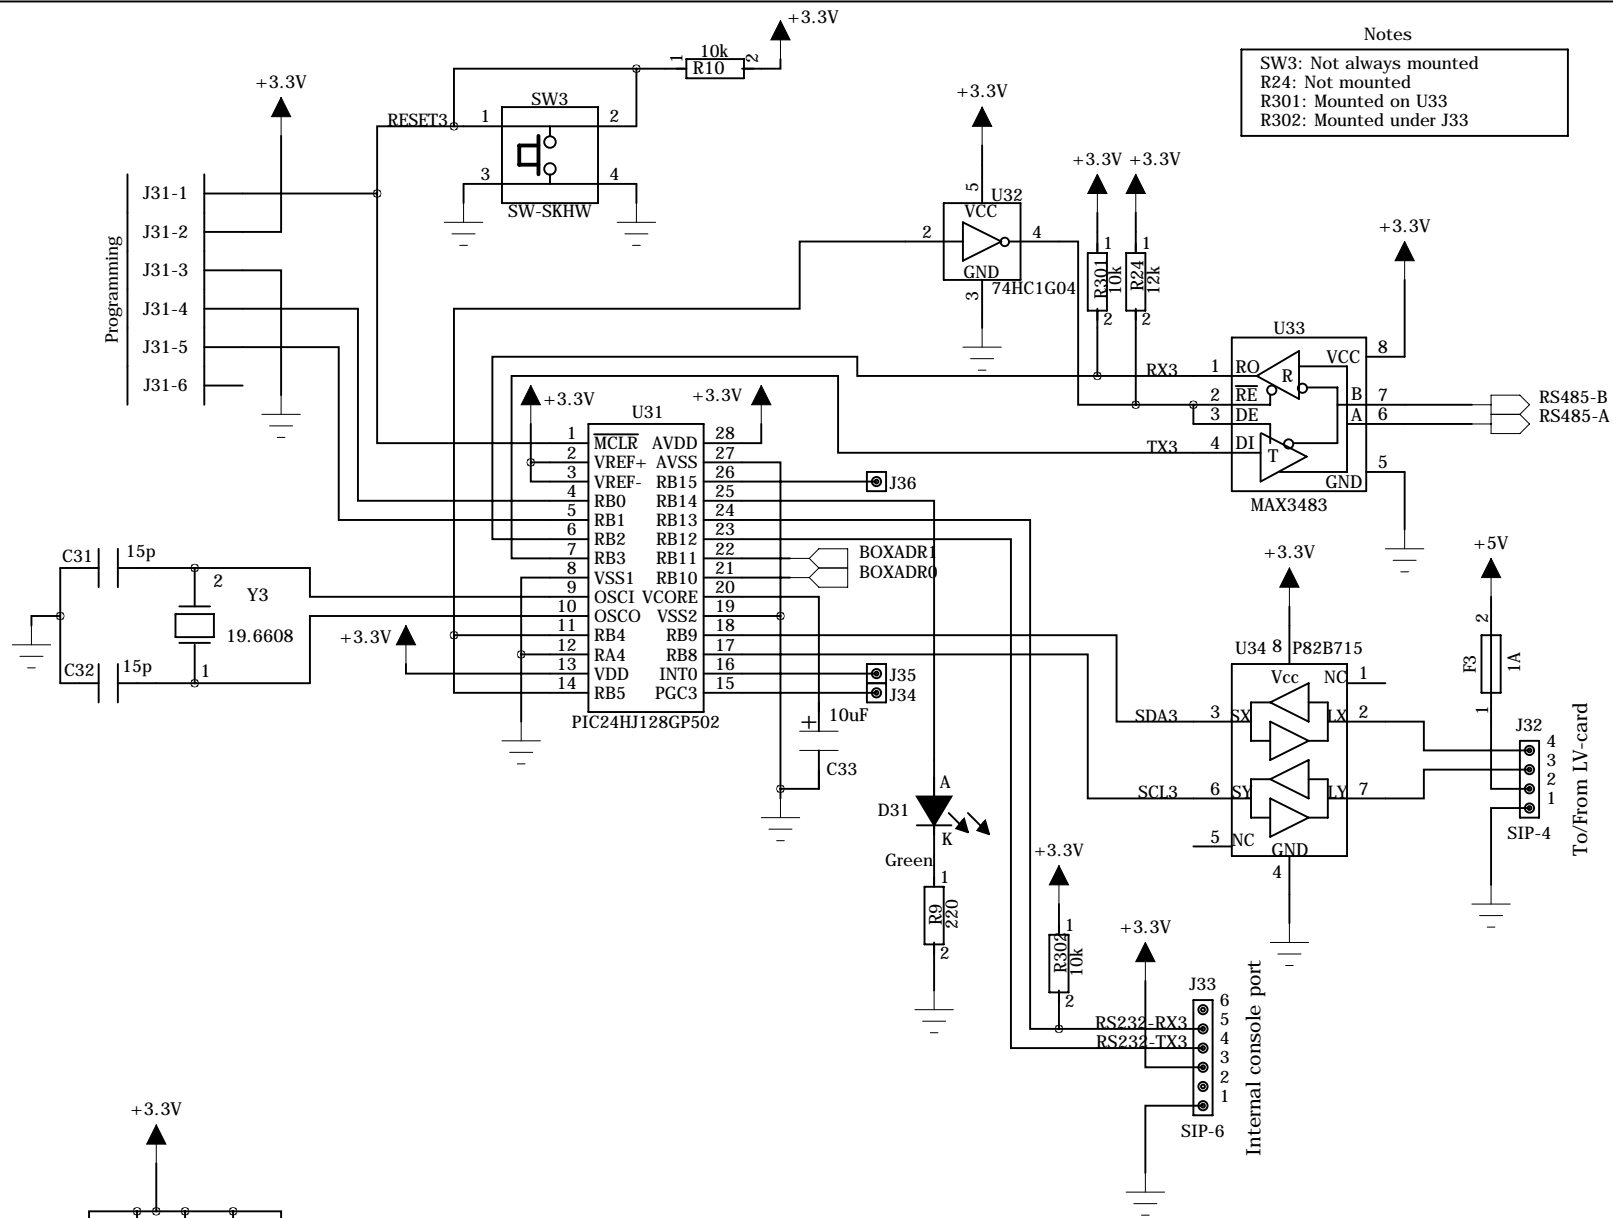 Notes
SW3: Not always mounted
R24: Not mounted
R301: Mounted on U33
R302: Mounted under J33
+3.3V
10k
1 R10 2
+3.3V
RESET3
SW3
1 2
3 4
SW-SKHW
Programming
J31-1
J31-2
J31-3
J31-4
J31-5
J31-6
+3.3V
5 U32
VCC
2 4
GND
3 74HC1G04
+3.3V +3.3V
1 1
R301 10k
R24 12k
2 2
+3.3V
U33
RX3 1 RO R VCC 8
2 RE B 7 RS485-B
3 DE A 6 RS485-A
TX3 4 DI T 5
GND
MAX3483
+3.3V +3.3V
U31
1 MCLR AVDD 28
2 VREF+ AVSS 27
3 VREF- RB15 26 J36
4 RB0 RB14 25
5 RB1 RB13 24
6 RB2 RB12 23
7 RB3 RB11 22 BOXADR1
8 VSS1 RB10 21 BOXADR0
9 OSCI VCORE 20
10 OSCO VSS2 19
11 RB4 RB9 18
12 RA4 RB8 17
13 VDD INT0 16 J35
14 RB5 PGC3 15 J34
PIC24HJ128GP502
C31 15p
2 Y3
19.6608
C32 15p 1
+3.3V
+ 10uF
C33
A
D31
K
Green
1
R9 220
2
+3.3V
U34 8 P82B715
Vcc NC 1
SDA3 3 SX LX 2
SCL3 6 SY LY 7
5 NC
GND
4
+5V
2
F3 1A
1
J32
4
3
2
1
SIP-4
To/From LV-card
+3.3V
1
R302 10k
2
+3.3V
J33
6
RS232-RX3 5
RS232-TX3 4
3
2
1
SIP-6
Internal console port
+3.3V